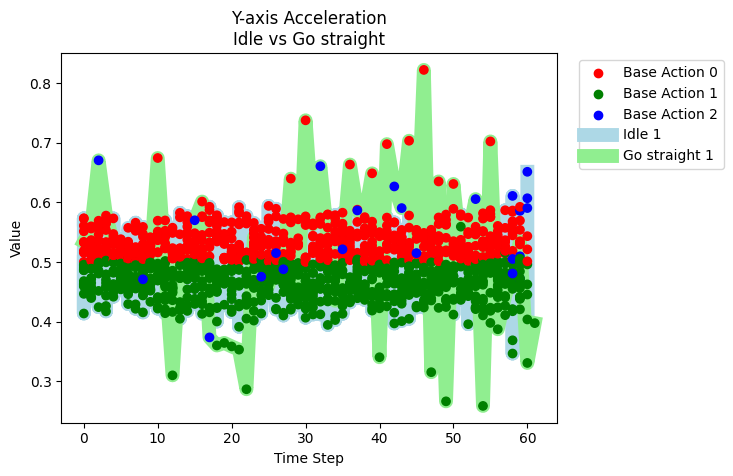 Y-axis Acceleration
Idle vs Go straight
Value
0.8
0.7
0.6
0.5
0.4
0.3
0 10 20 30 40 50 60
Time Step
Base Action 0
Base Action 1
Base Action 2
Idle 1
Go straight 1